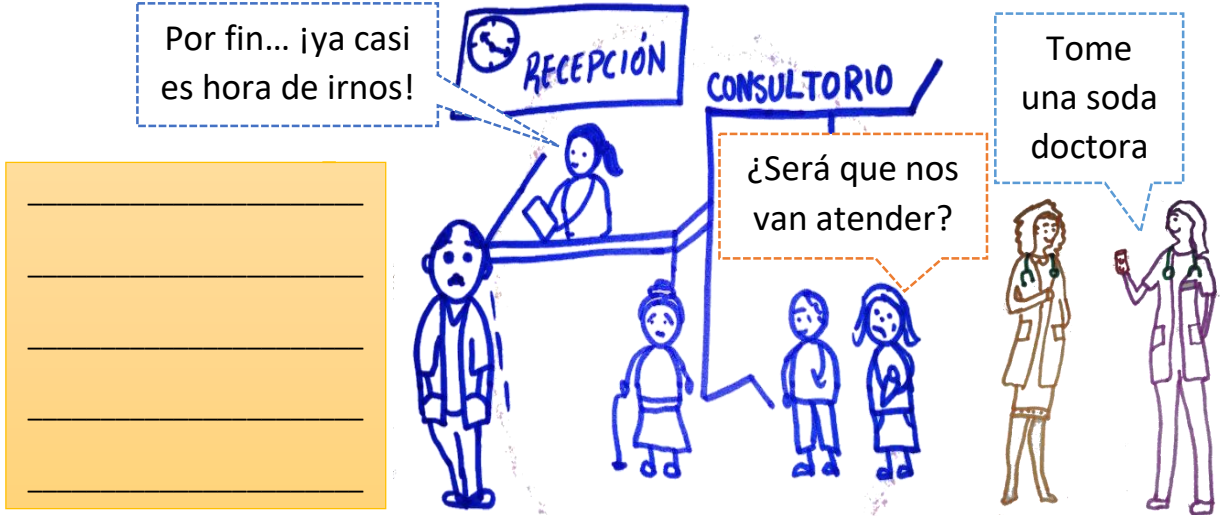 Por fin… ¡ya casi
es hora de irnos!
RECEPCIÓN
CONSULTORIO
¿Será que nos
van atender?
Tome
una soda
doctora